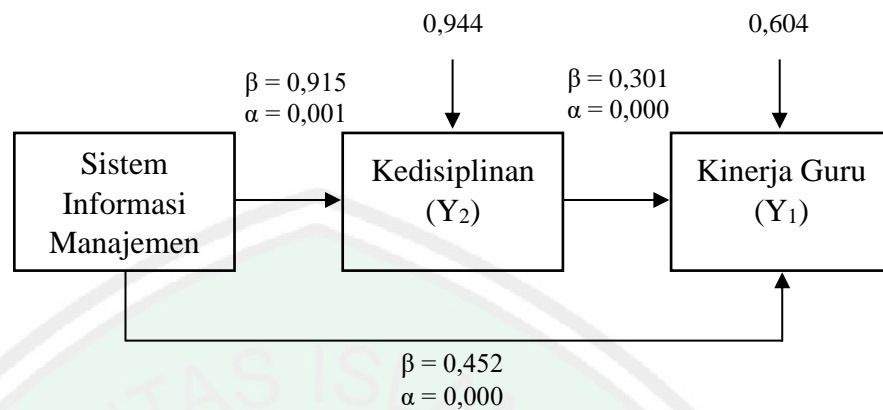 0,944
0,604
β = 0,915
α = 0,001
β = 0,301
α = 0,000
Sistem
Informasi
Manajemen
Kedisiplinan
(Y₂)
Kinerja Guru
(Y₁)
β = 0,452
α = 0,000